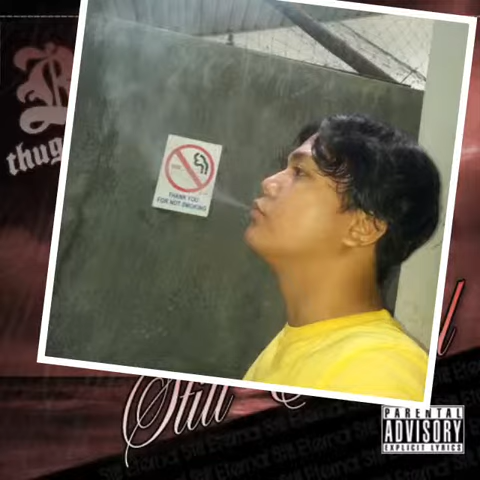 B
thug
THANK YOU
FOR NOT SMOKING
Still
Still Eternal Still Eternal Still Eternal
PARENTAL
ADVISORY
EXPLICIT LYRICS